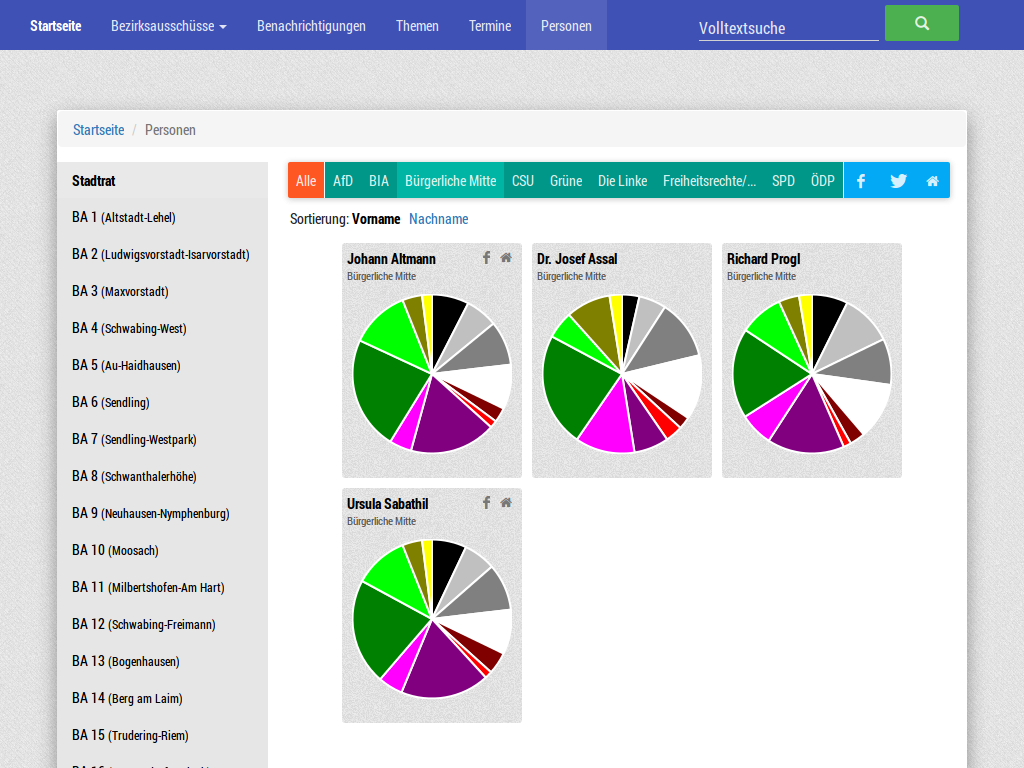 Startseite Bezirksausschüsse Benachrichtigungen Themen Termine Personen Volltextsuche
Startseite / Personen
Stadtrat
BA 1 (Altstadt-Lehel)
BA 2 (Ludwigsvorstadt-Isarvorstadt)
BA 3 (Maxvorstadt)
BA 4 (Schwabing-West)
BA 5 (Au-Haidhausen)
BA 6 (Sendling)
BA 7 (Sendling-Westpark)
BA 8 (Schwanthalerhöhe)
BA 9 (Neuhausen-Nymphenburg)
BA 10 (Moosach)
BA 11 (Milbertshofen-Am Hart)
BA 12 (Schwabing-Freimann)
BA 13 (Bogenhausen)
BA 14 (Berg am Laim)
BA 15 (Trudering-Riem)
Alle AfD BIA Bürgerliche Mitte CSU Grüne Die Linke Freiheitsrechte/... SPD ÖDP
Sortierung: Vorname Nachname
Johann Altmann
Bürgerliche Mitte
Dr. Josef Assal
Bürgerliche Mitte
Richard Progl
Bürgerliche Mitte
Ursula Sabathil
Bürgerliche Mitte